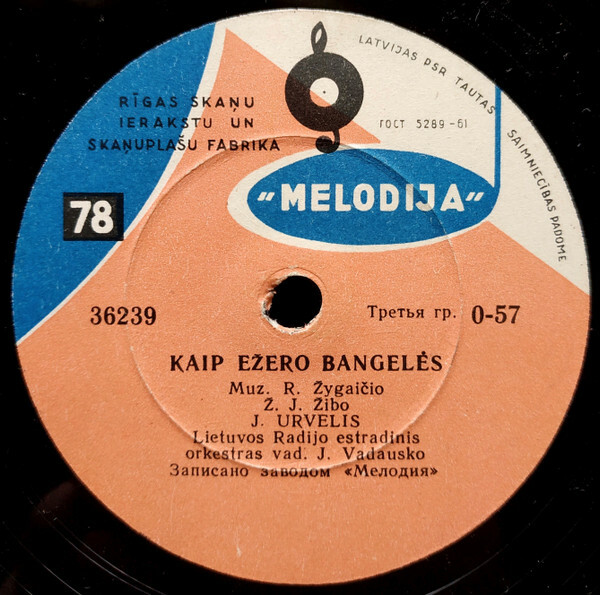 RĪGAS SKAŅU
IERAKSTU UN
SKAŅUPLAŠU FABRIKA
LATVIJAS PSR TAUTAS SAIMNIECĪBAS PADOME
ГОСТ 5289-61
"MELODIJA"
78
36239
Третья гр. 0-57
KAIP EŽERO BANGELĖS
Muz. R. Žygaičio
Ž. J. Žibo
J. URVELIS
Lietuvos Radijo estradinis
orkestras vad. J. Vadausko
Записано заводом «Мелодия»